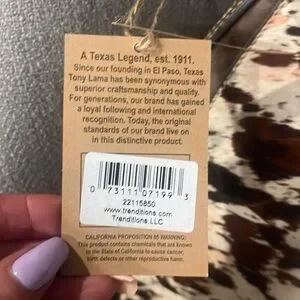 A Texas Legend, est. 1911.
Since our founding in El Paso, Texas
Tony Lama has been synonymous with
superior craftsmanship and quality.
For generations, our brand has gained
a loyal following and international
recognition. Today, the original
standards of our brand live on
in this distinctive product.
0 73111 07199 3
22115850
www.trenditions.com
Trenditions.LLC
CALIFORNIA PROPOSITION 65 WARNING:
This product contains chemicals that are known
to the State of California to cause cancer,
birth defects or other reproductive harm.